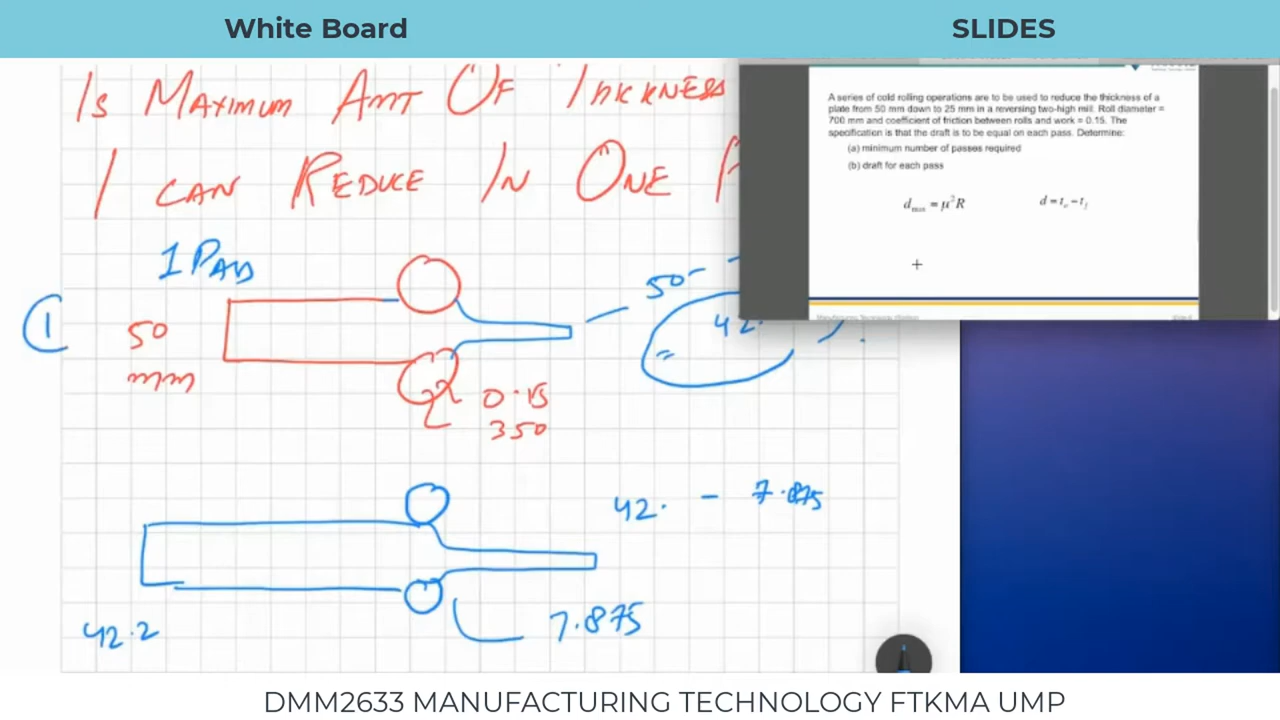 White Board
SLIDES
Is MAXIMUM AMT OF THICKNESS
I CAN REDUCE IN ONE
A series of cold rolling operations are to be used to reduce the thickness of a
plate from 50 mm down to 25 mm in a reversing two-high mill. Roll diameter =
700 mm and coefficient of friction between rolls and work = 0.15. The
specification is that the draft is to be equal on each pass. Determine:
(a) minimum number of passes required
(b) draft for each pass
d_max = μ²R
d = t_o - t_f
1 PASS
1
50
mm
0.15
350
50 -
= 42.
42. - 7.875
42.2
7.875
DMM2633 MANUFACTURING TECHNOLOGY FTKMA UMP